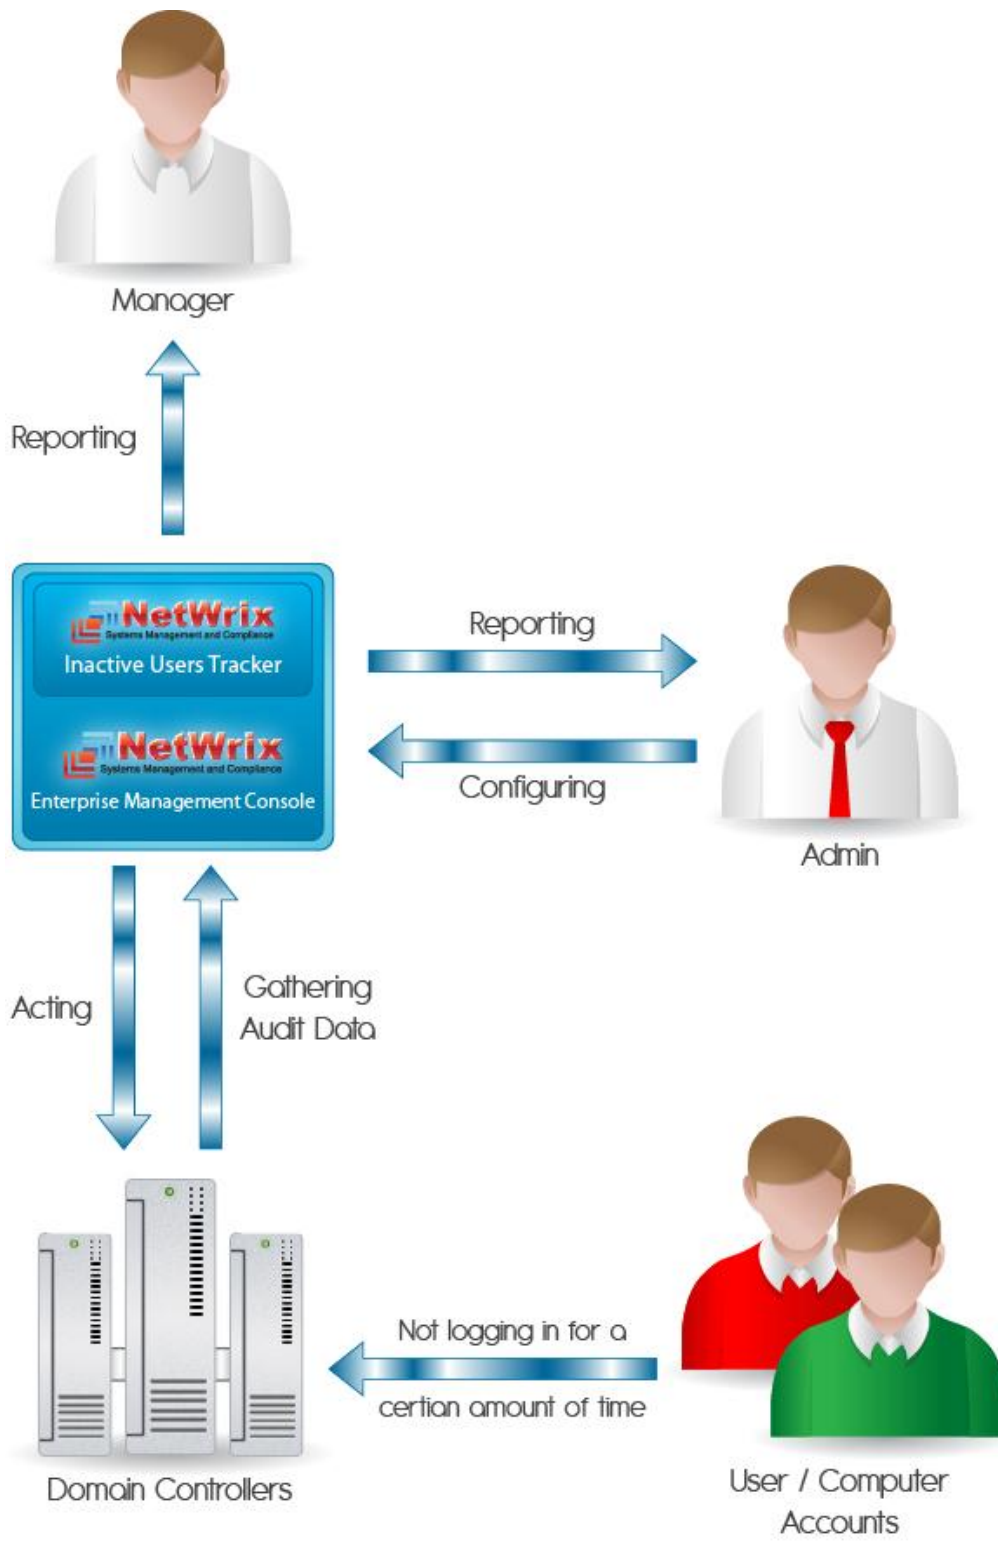 Manager
Reporting
NetWrix
Systems Management and Compliance
Inactive Users Tracker
NetWrix
Systems Management and Compliance
Enterprise Management Console
Reporting
Configuring
Admin
Acting
Gathering
Audit Data
Not logging in for a
certian amount of time
Domain Controllers
User / Computer
Accounts